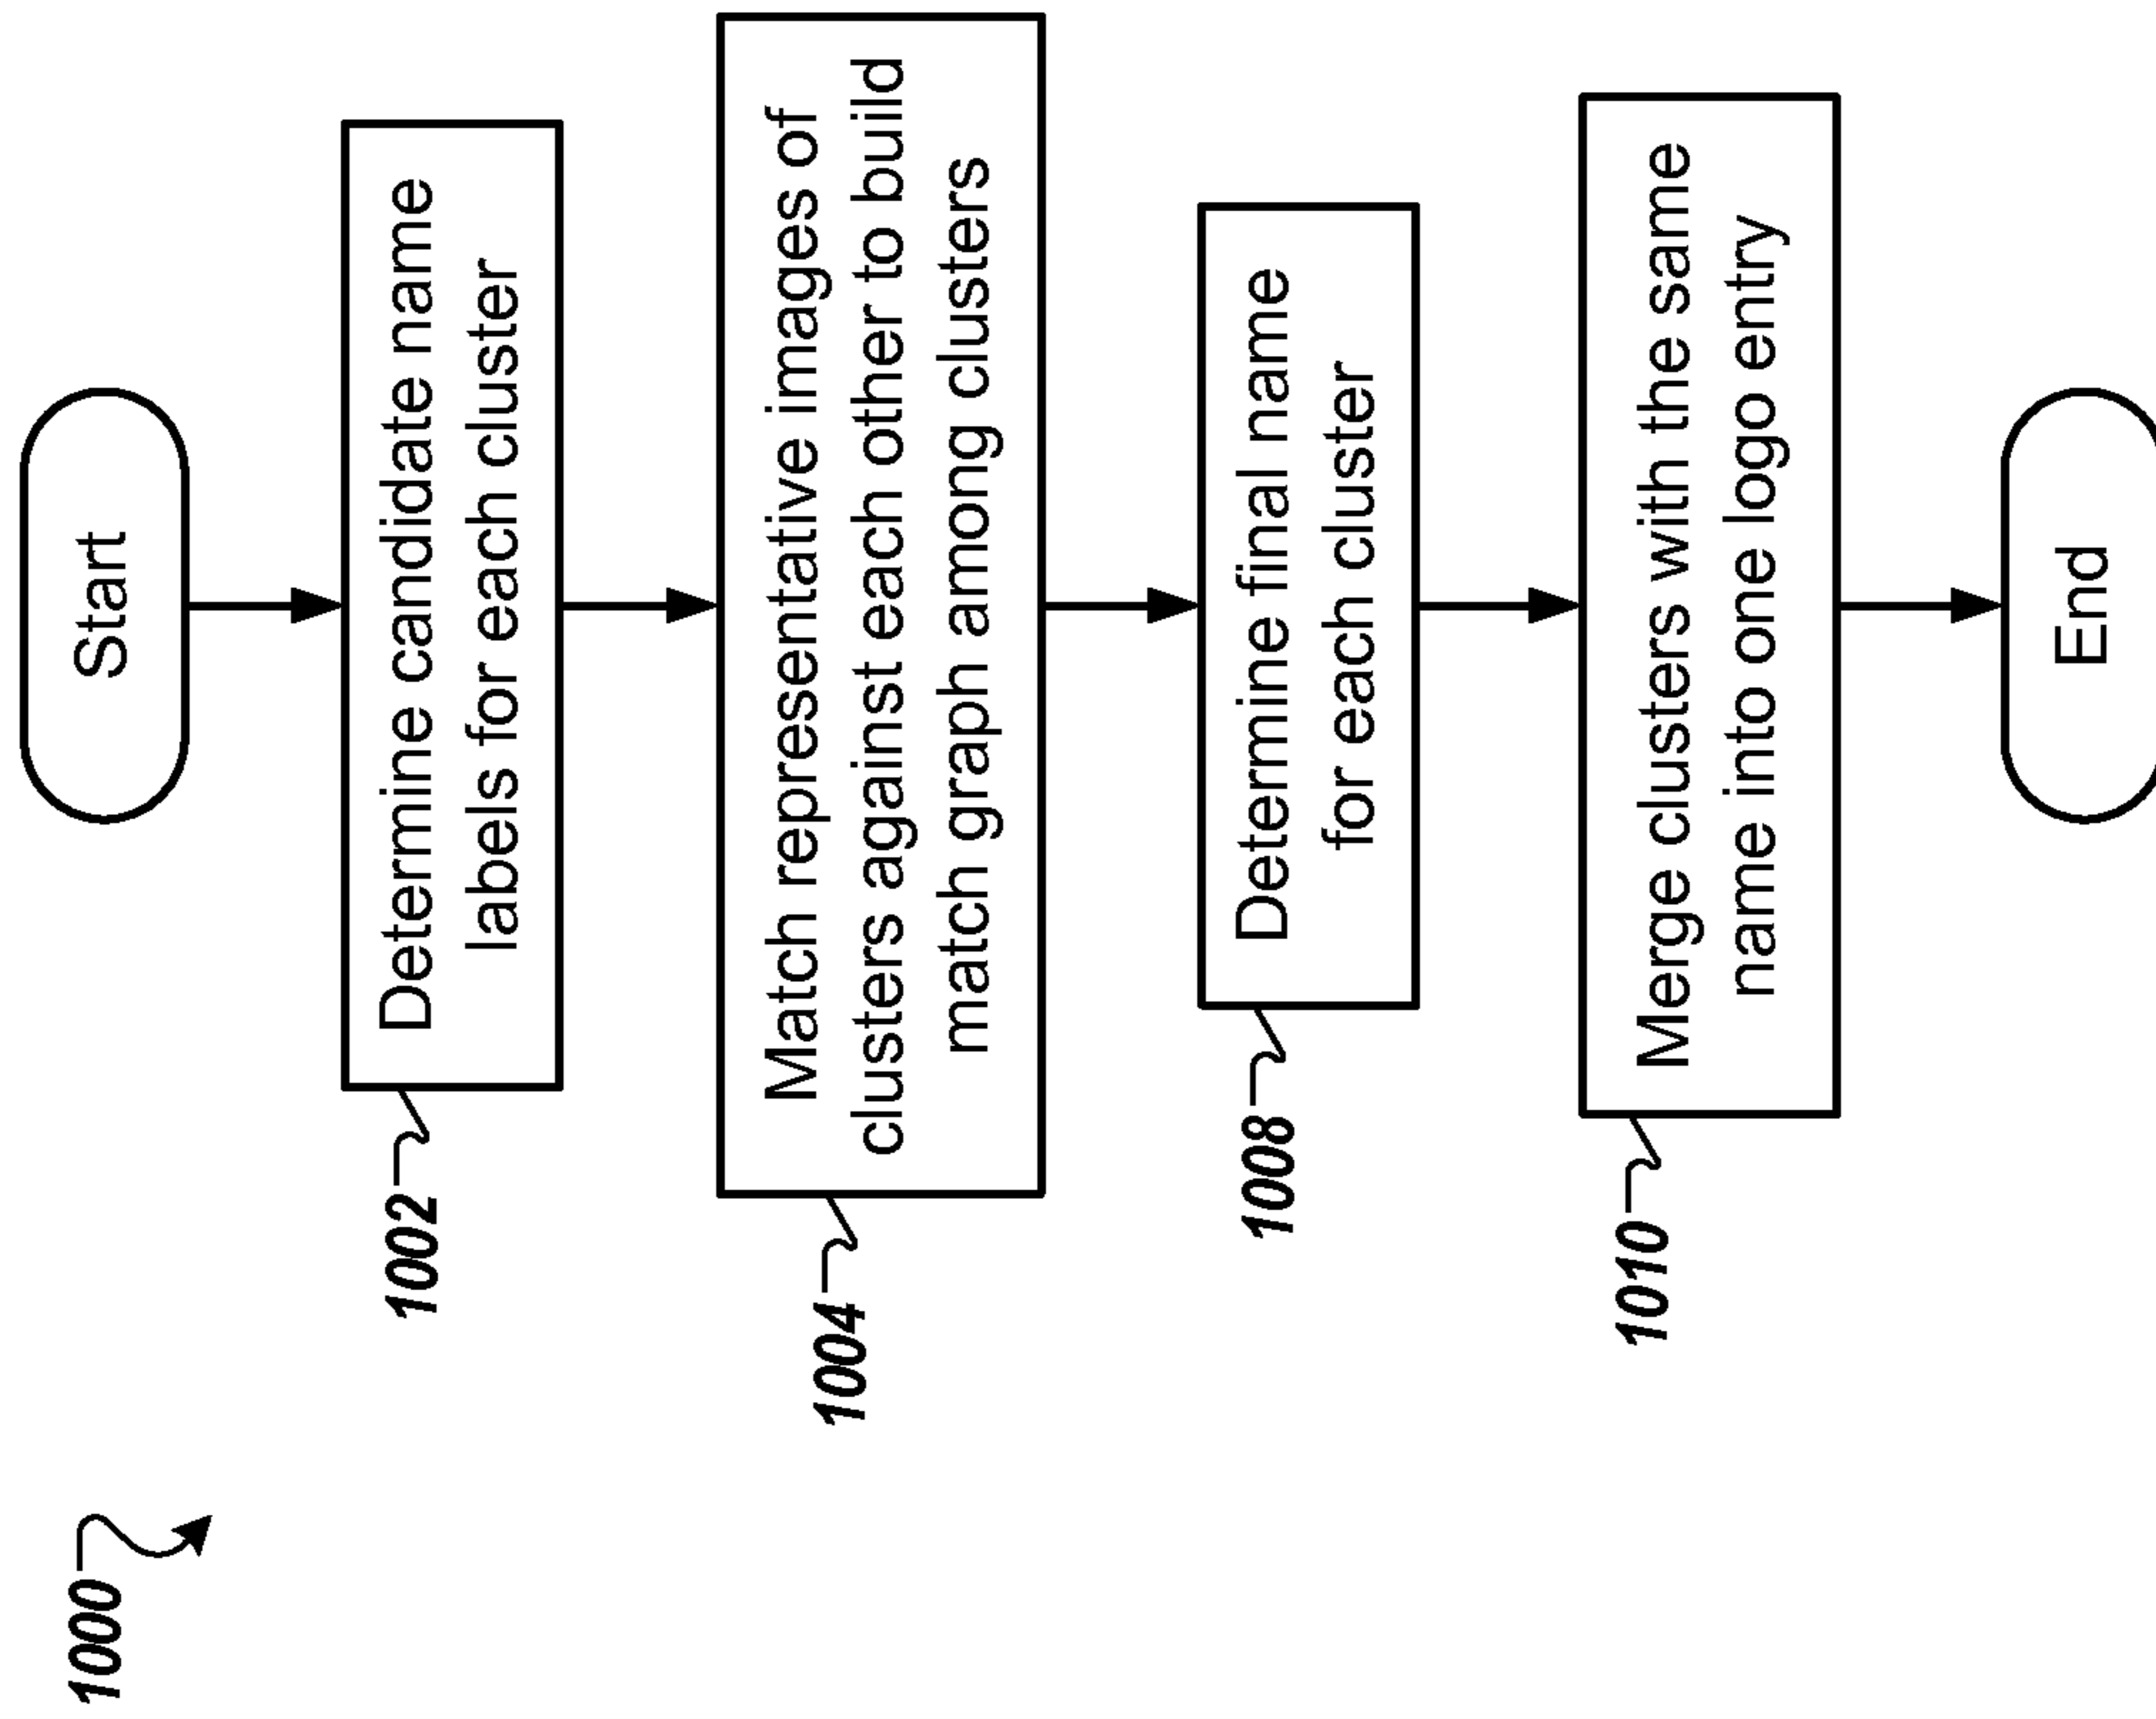 1000
Start
1002
Determine candidate name
labels for each cluster
1004
Match representative images of
clusters against each other to build
match graph among clusters
1008
Determine final name
for each cluster
1010
Merge clusters with the same
name into one logo entry
End